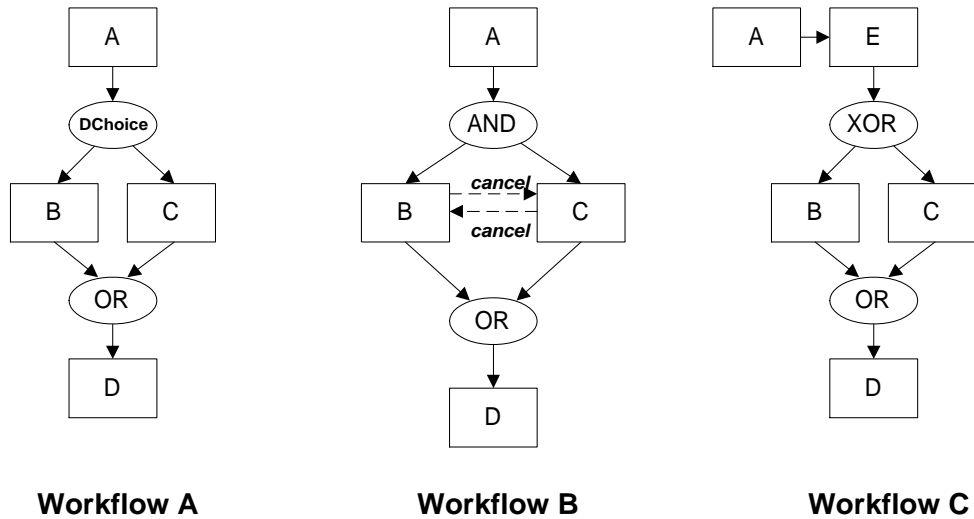 A
DChoice
B C
OR
D
Workflow A
A
AND
cancel
B C
cancel
OR
D
Workflow B
A E
XOR
B C
OR
D
Workflow C